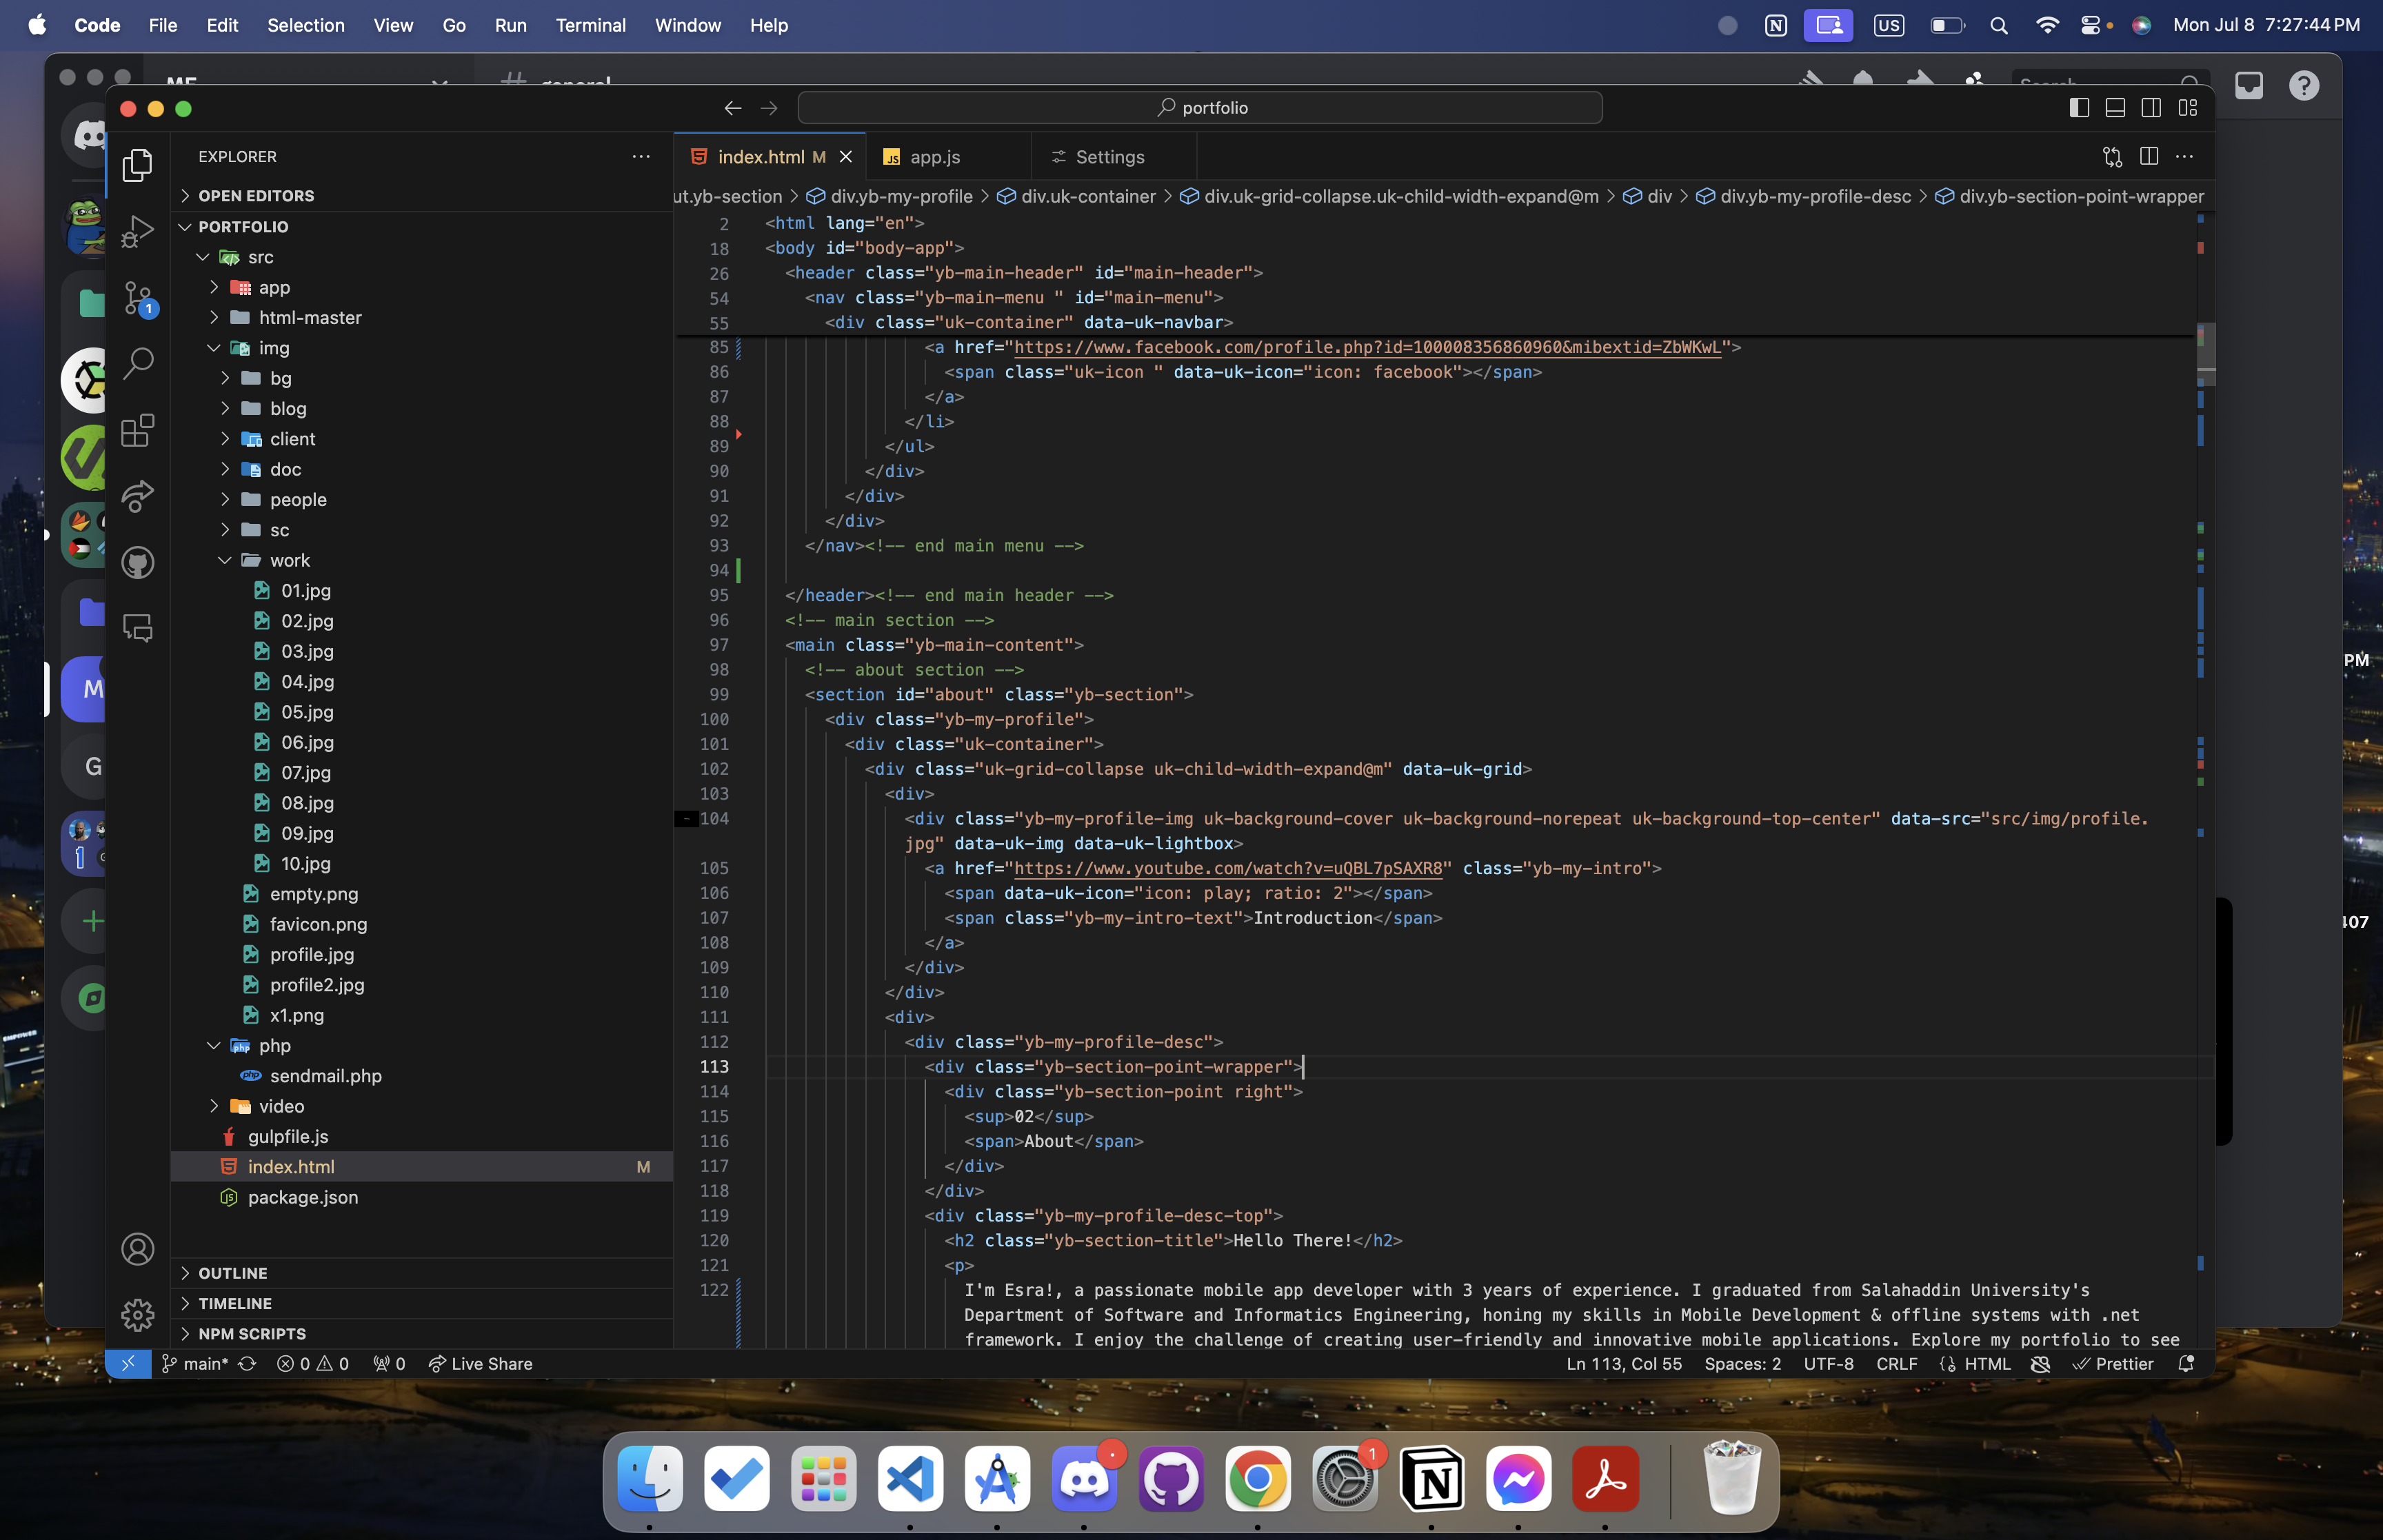 Code File Edit Selection View Go Run Terminal Window Help
N US Mon Jul 8 7:27:44 PM
portfolio
EXPLORER
OPEN EDITORS
PORTFOLIO
src
app
html-master
img
bg
blog
client
doc
people
sc
work
01.jpg
02.jpg
03.jpg
04.jpg
05.jpg
06.jpg
07.jpg
08.jpg
09.jpg
10.jpg
empty.png
favicon.png
profile.jpg
profile2.jpg
x1.png
php
php sendmail.php
video
gulpfile.js
index.html M
package.json
OUTLINE
TIMELINE
NPM SCRIPTS
1
M
G
1
index.html M
JS app.js
Settings
ut.yb-section > div.yb-my-profile > div.uk-container > div.uk-grid-collapse.uk-child-width-expand@m > div > div.yb-my-profile-desc > div.yb-section-point-wrapper
2 <html lang="en">
18 <body id="body-app">
26 <header class="yb-main-header" id="main-header">
54 <nav class="yb-main-menu " id="main-menu">
55 <div class="uk-container" data-uk-navbar>
85 <a href="https://www.facebook.com/profile.php?id=100008356860960&mibextid=ZbWKwL">
86 <span class="uk-icon " data-uk-icon="icon: facebook"></span>
87 </a>
88 </li>
89 </ul>
90 </div>
91 </div>
92 </div>
93 </nav><!-- end main menu -->
94
95 </header><!-- end main header -->
96 <!-- main section -->
97 <main class="yb-main-content">
98 <!-- about section -->
99 <section id="about" class="yb-section">
100 <div class="yb-my-profile">
101 <div class="uk-container">
102 <div class="uk-grid-collapse uk-child-width-expand@m" data-uk-grid>
103 <div>
104 <div class="yb-my-profile-img uk-background-cover uk-background-norepeat uk-background-top-center" data-src="src/img/profile.
jpg" data-uk-img data-uk-lightbox>
105 <a href="https://www.youtube.com/watch?v=uQBL7pSAXR8" class="yb-my-intro">
106 <span data-uk-icon="icon: play; ratio: 2"></span>
107 <span class="yb-my-intro-text">Introduction</span>
108 </a>
109 </div>
110 </div>
111 <div>
112 <div class="yb-my-profile-desc">
113 <div class="yb-section-point-wrapper">
114 <div class="yb-section-point right">
115 <sup>02</sup>
116 <span>About</span>
117 </div>
118 </div>
119 <div class="yb-my-profile-desc-top">
120 <h2 class="yb-section-title">Hello There!</h2>
121 <p>
122 I'm Esra!, a passionate mobile app developer with 3 years of experience. I graduated from Salahaddin University's
Department of Software and Informatics Engineering, honing my skills in Mobile Development & offline systems with .net
framework. I enjoy the challenge of creating user-friendly and innovative mobile applications. Explore my portfolio to see
main* 0 0 0 Live Share
Ln 113, Col 55 Spaces: 2 UTF-8 CRLF HTML Prettier
PM
407
1
N